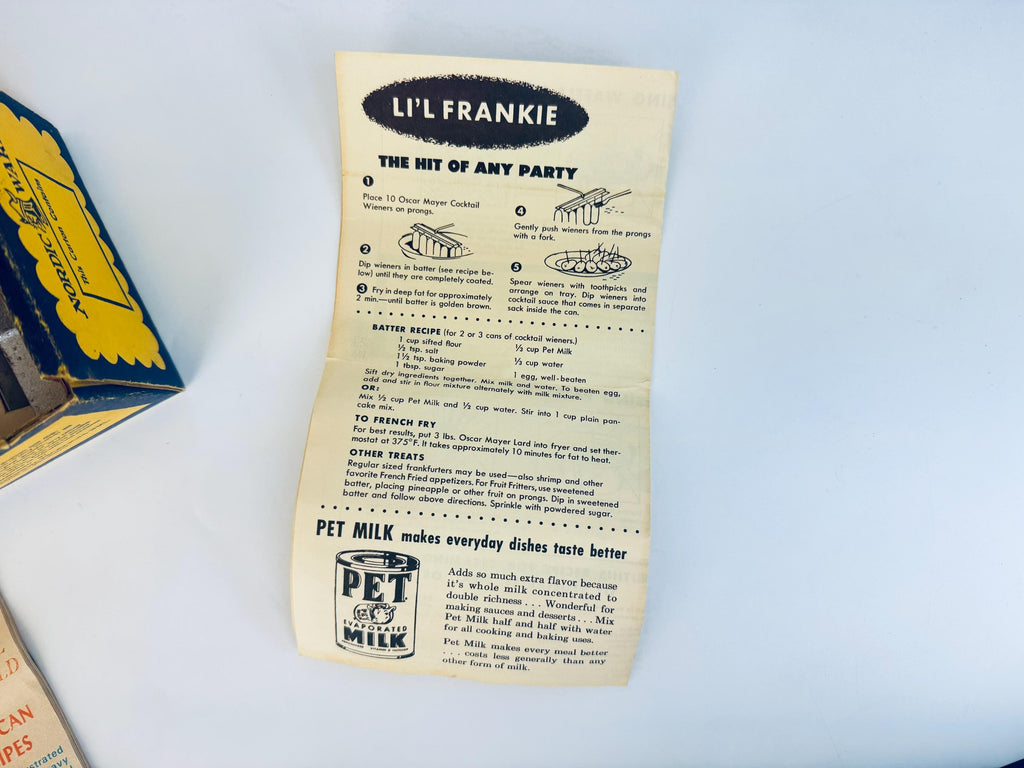 LI'L FRANKIE
THE HIT OF ANY PARTY
1
Place 10 Oscar Mayer Cocktail
Wieners on prongs.
2
Dip wieners in batter (see recipe be-
low) until they are completely coated.
3 Fry in deep fat for approximately
2 min.—until batter is golden brown.
4
Gently push wieners from the prongs
with a fork.
5
Spear wieners with toothpicks and
arrange on tray. Dip wieners into
cocktail sauce that comes in separate
sack inside the can.
BATTER RECIPE (for 2 or 3 cans of cocktail wieners.)
1 cup sifted flour
½ tsp. salt
1½ tsp. baking powder
1 tbsp. sugar
⅓ cup Pet Milk
⅓ cup water
1 egg, well-beaten
Sift dry ingredients together. Mix milk and water. To beaten egg,
add and stir in flour mixture alternately with milk mixture.
OR:
Mix ½ cup Pet Milk and ½ cup water. Stir into 1 cup plain pan-
cake mix.
TO FRENCH FRY
For best results, put 3 lbs. Oscar Mayer Lard into fryer and set ther-
mostat at 375°F. It takes approximately 10 minutes for fat to heat.
OTHER TREATS
Regular sized frankfurters may be used—also shrimp and other
favorite French Fried appetizers. For Fruit Fritters, use sweetened
batter, placing pineapple or other fruit on prongs. Dip in sweetened
batter and follow above directions. Sprinkle with powdered sugar.
PET MILK makes everyday dishes taste better
PET
EVAPORATED
MILK
Adds so much extra flavor because
it's whole milk concentrated to
double richness . . . Wonderful for
making sauces and desserts . . . Mix
Pet Milk half and half with water
for all cooking and baking uses.
Pet Milk makes every meal better
. . . costs less generally than any
other form of milk.
NORDIC WAR
This Carton Contains
LD
CAN
IPES
strated
avy